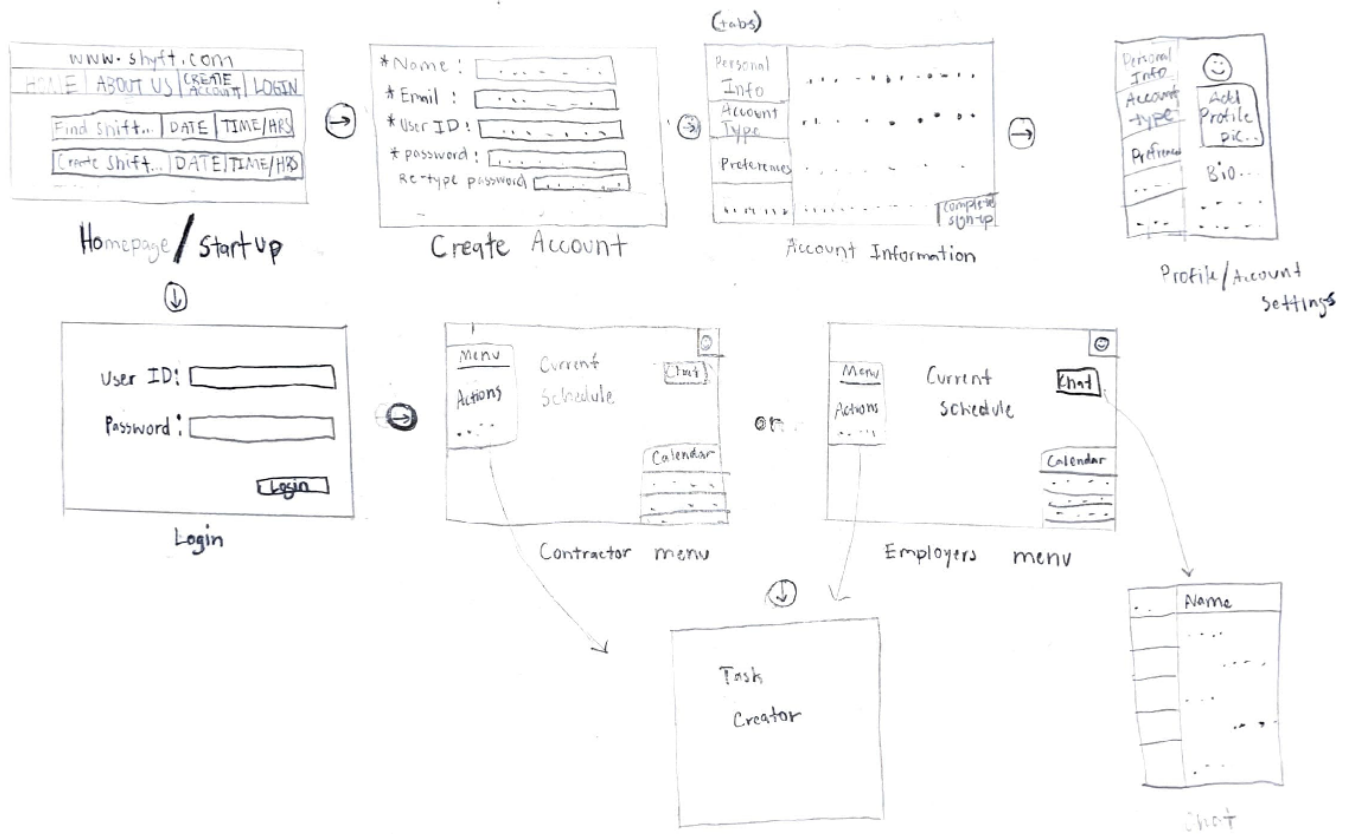 (tabs)
www.shyft.com
HOME | ABOUT US | CREATE ACCOUNT | LOGIN
Find Shift... | DATE | TIME/HRS
Create Shift... | DATE | TIME/HRS
Homepage/Startup
*Name:
*Email:
*User ID:
*password:
Re-type password
Create Account
Personal
Info
Account
Type
Preferences
Complete
sign-up
Account Information
Personal
Info
Account
type
Add
Profile
pic..
Bio...
Profile/Account
Settings
User ID:
Password:
Login
Login
Menu
Actions
Current
Schedule
Chat
Calendar
Contractor menu
or
Menu
Actions
Current
Schedule
Chat
Calendar
Employers menu
Task
Creator
Name
Chat